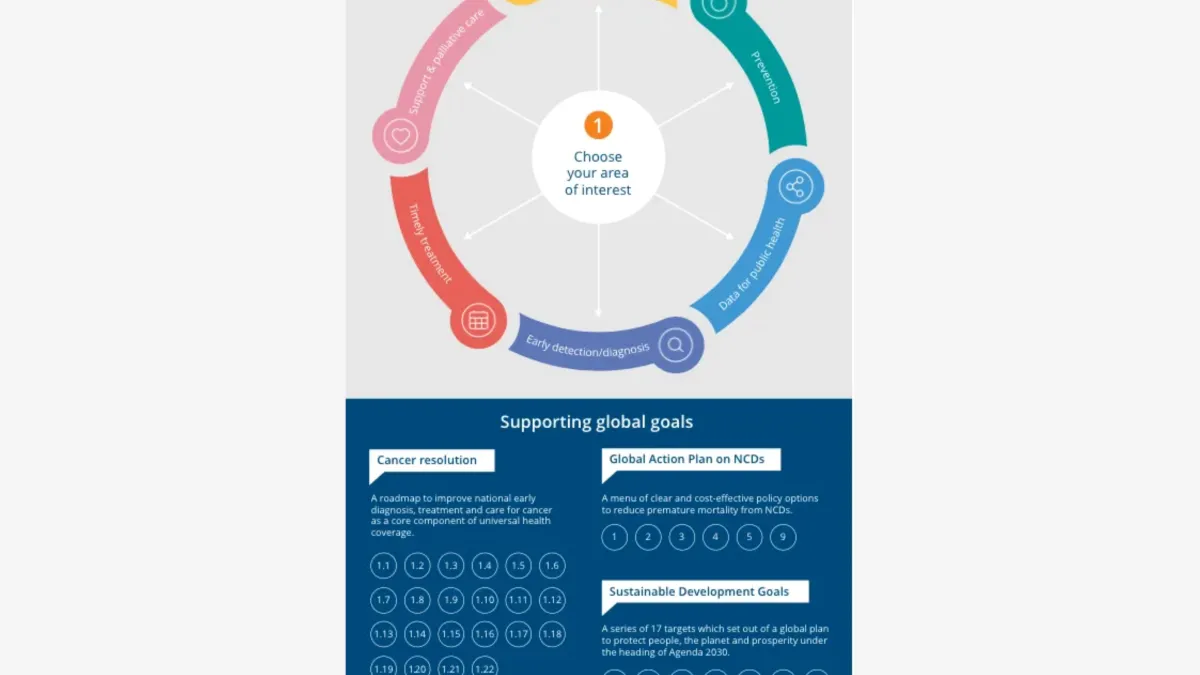 Support & palliative care
Prevention
1
Choose
your area
of interest
Timely treatment
Data for public health
Early detection/diagnosis
Supporting global goals
Cancer resolution
A roadmap to improve national early
diagnosis, treatment and care for cancer
as a core component of universal health
coverage.
1.1 1.2 1.3 1.4 1.5 1.6
1.7 1.8 1.9 1.10 1.11 1.12
1.13 1.14 1.15 1.16 1.17 1.18
1.19 1.20 1.21 1.22
Global Action Plan on NCDs
A menu of clear and cost-effective policy options
to reduce premature mortality from NCDs.
1 2 3 4 5 9
Sustainable Development Goals
A series of 17 targets which set out of a global plan
to protect people, the planet and prosperity under
the heading of Agenda 2030.